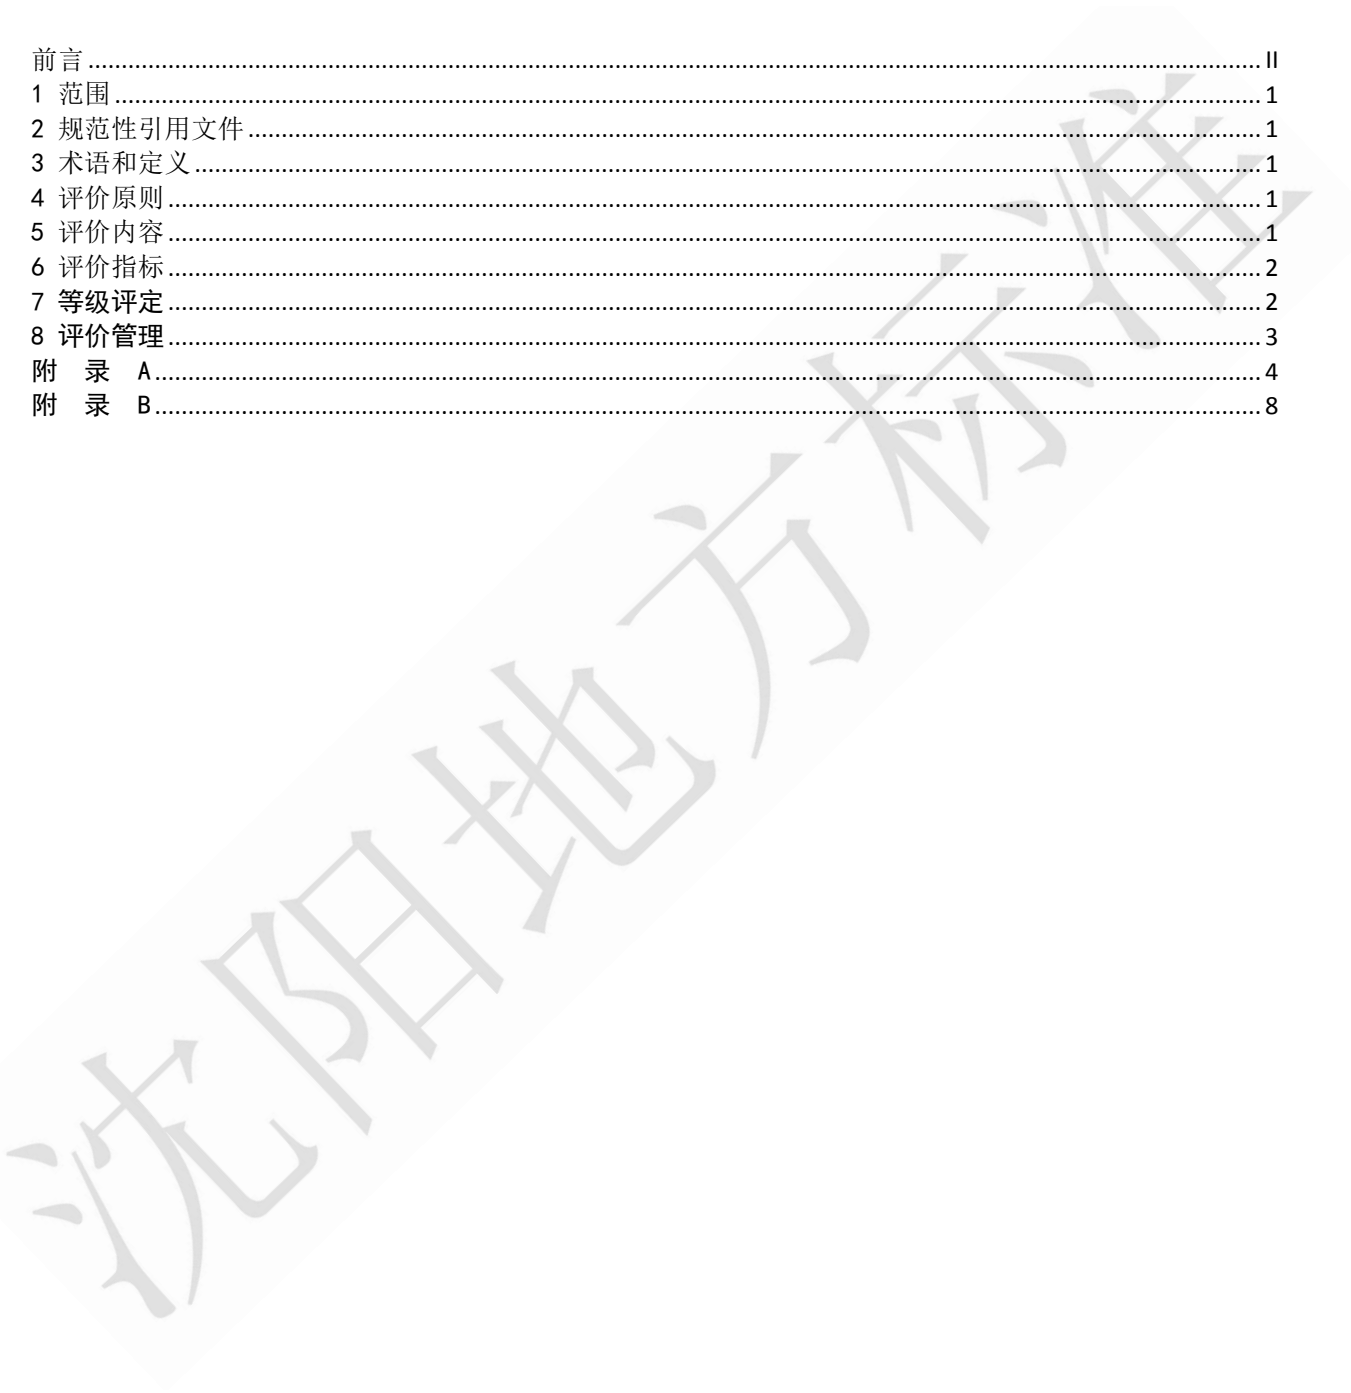 前言 II
1 范围 1
2 规范性引用文件 1
3 术语和定义 1
4 评价原则 1
5 评价内容 1
6 评价指标 2
7 等级评定 2
8 评价管理 3
附 录 A 4
附 录 B 8
沈阳地方标准